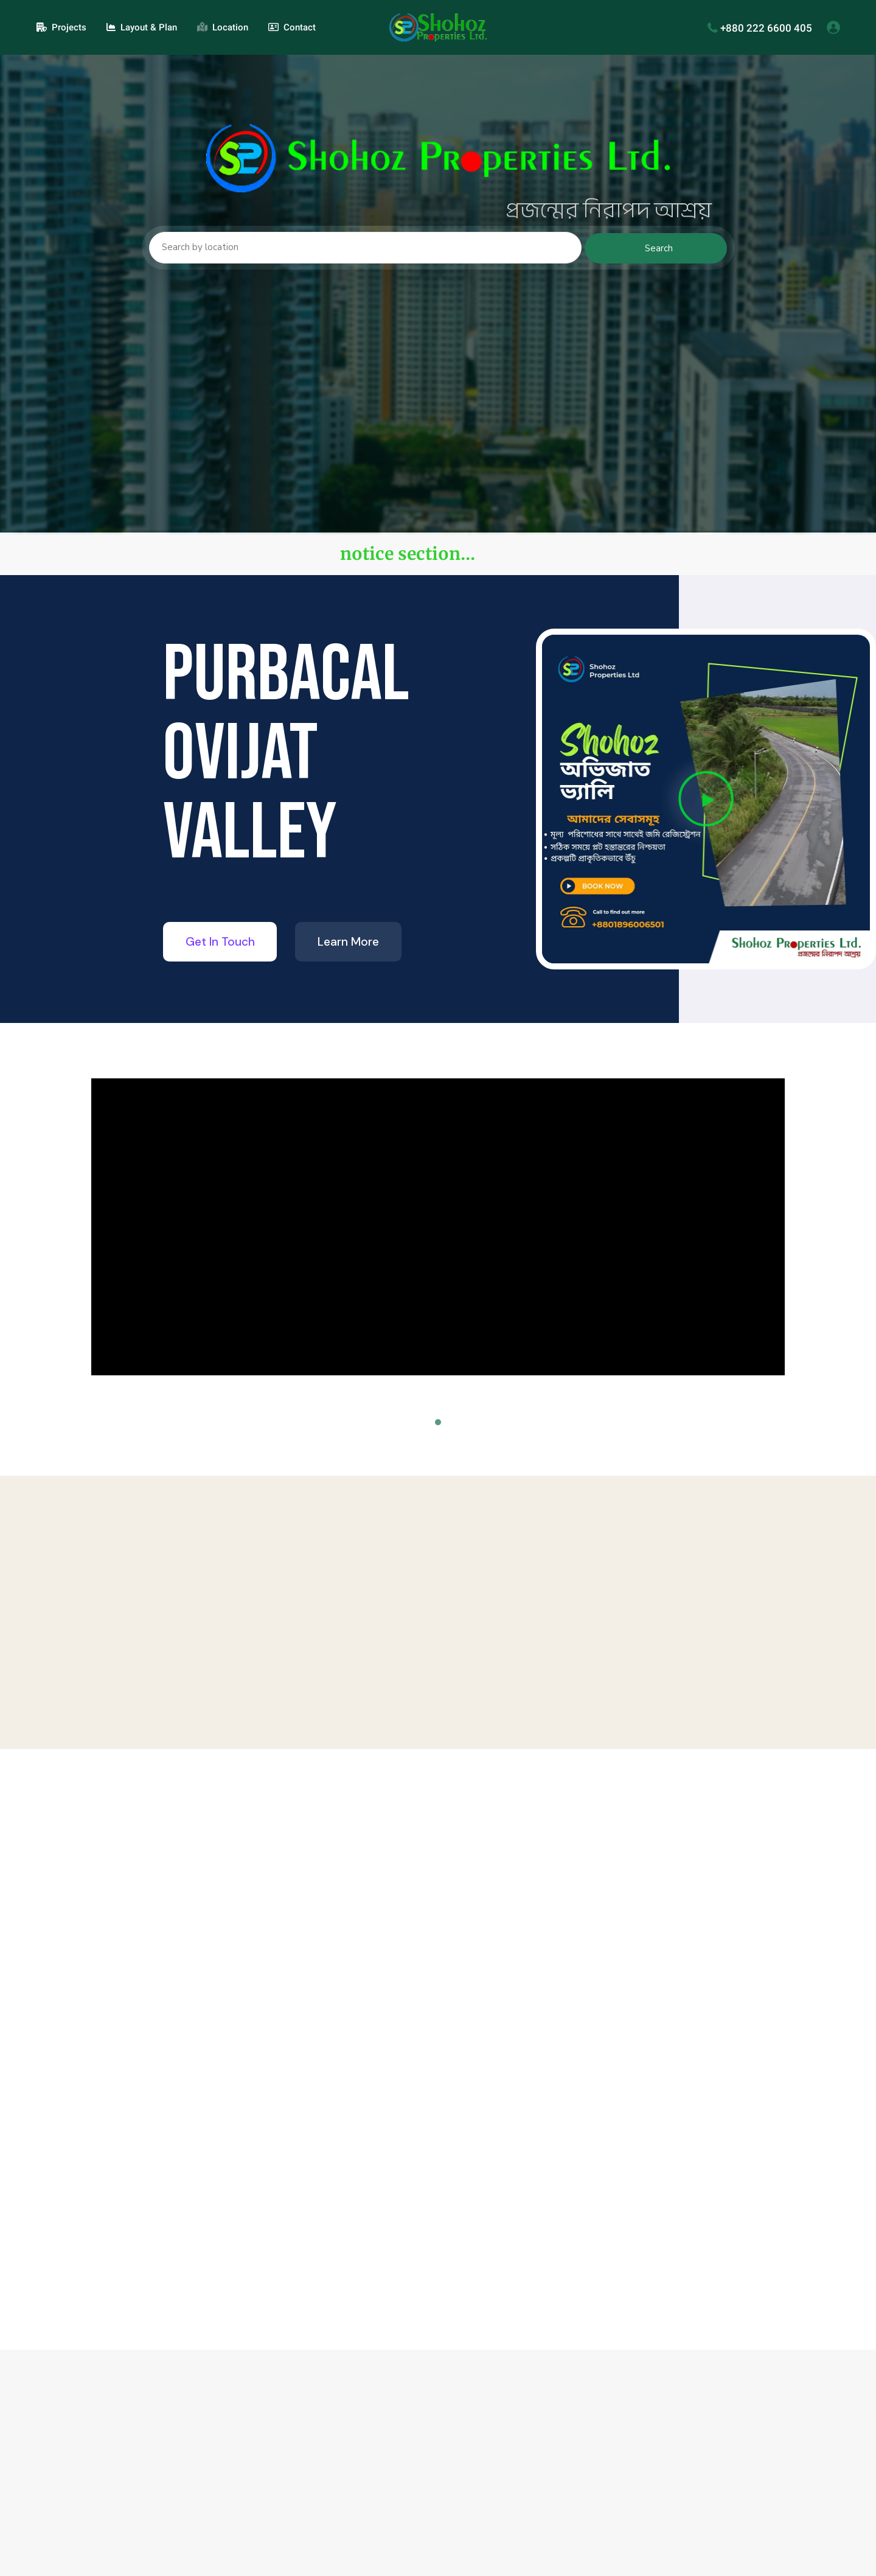 Projects
Layout & Plan
Location
Contact
Shohoz
Properties Ltd.
+880 222 6600 405
Shohoz Properties Ltd.
প্রজন্মের নিরাপদ আশ্রয়
Search by location
Search
notice section...
PURBACAL
OVIJAT
VALLEY
Get In Touch
Learn More
Shohoz
Properties Ltd
Shohoz
অভিজাত
ভ্যালি
আমাদের সেবাসমূহ
• মূল্য পরিশোধের সাথে সাথেই জমি রেজিস্ট্রেশন
• সঠিক সময়ে প্লট হস্তান্তরের নিশ্চয়তা
• প্রকল্পটি প্রাকৃতিকভাবে উঁচু
BOOK NOW
Call to find out more
+8801896006501
Shohoz Properties Ltd.
প্রজন্মের নিরাপদ আশ্রয়